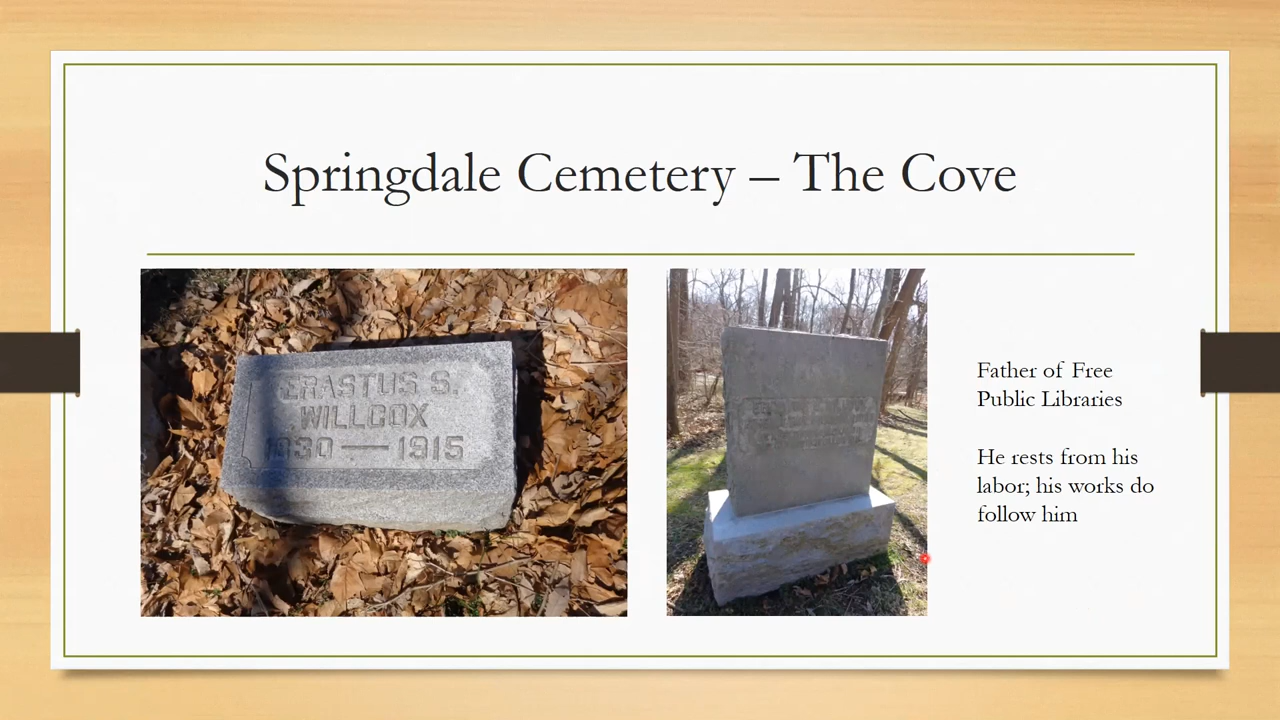 Springdale Cemetery – The Cove
ERASTUS S.
WILLCOX
1830 — 1915
Father of Free
Public Libraries
He rests from his
labor; his works do
follow him